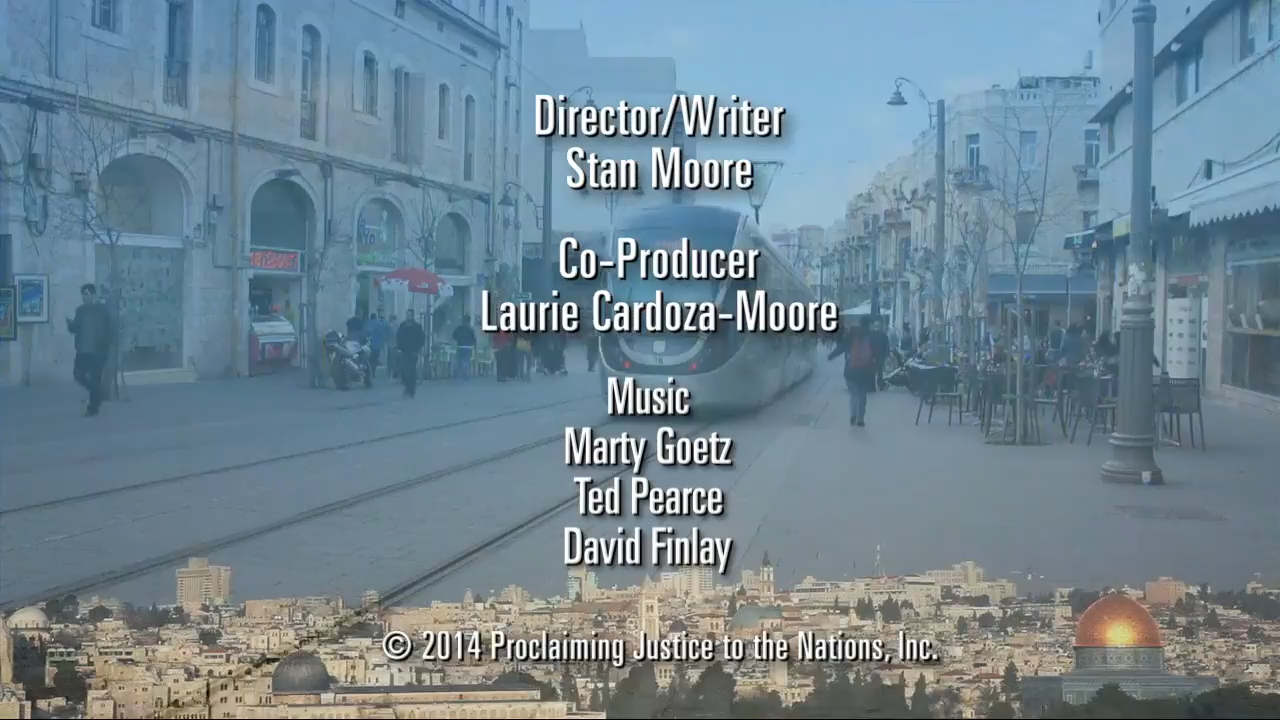 Director/Writer
Stan Moore
Co-Producer
Laurie Cardoza-Moore
Music
Marty Goetz
Ted Pearce
David Finlay
© 2014 Proclaiming Justice to the Nations, Inc.